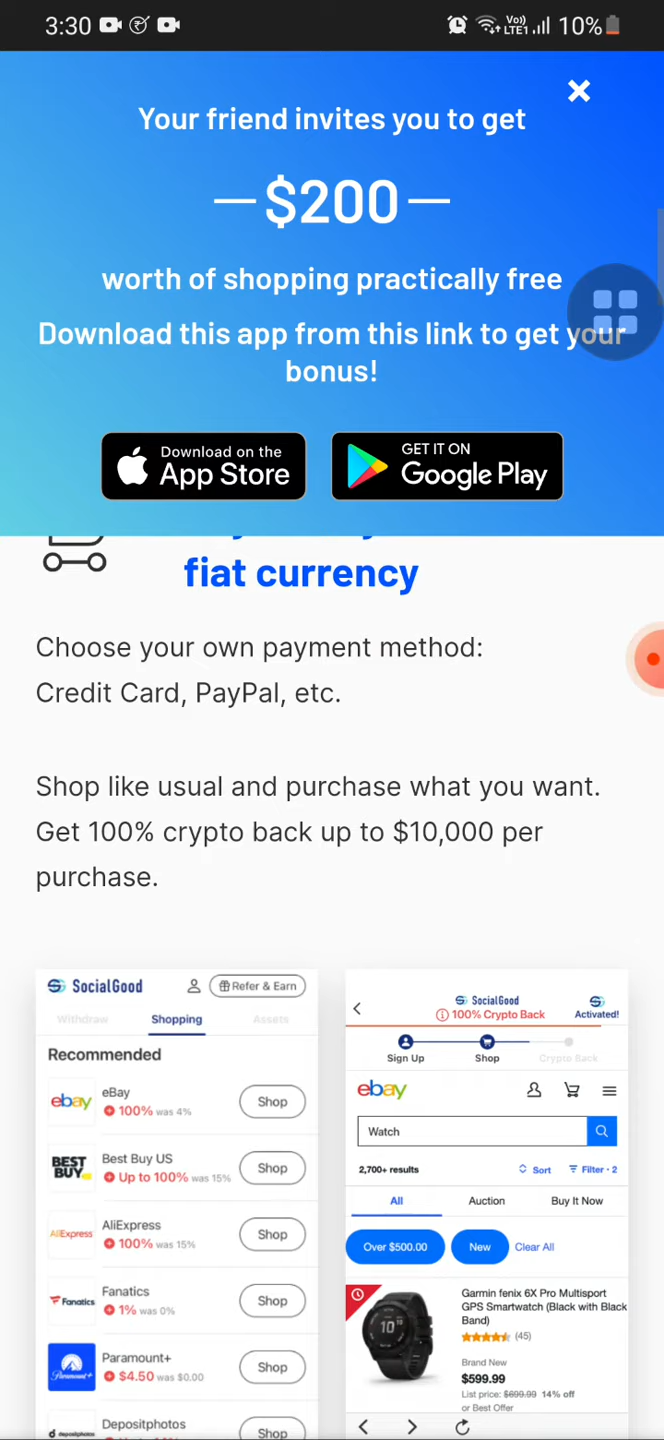 3:30
Vo))
LTE1
10%
Your friend invites you to get
$200
worth of shopping practically free
Download this app from this link to get your
bonus!
Download on the
App Store
GET IT ON
Google Play
fiat currency
Choose your own payment method:
Credit Card, PayPal, etc.
Shop like usual and purchase what you want.
Get 100% crypto back up to $10,000 per
purchase.
SocialGood
Refer & Earn
Withdraw
Shopping
Assets
Recommended
ebay
eBay
100% was 4%
Shop
BEST
BUY
Best Buy US
Up to 100% was 15%
Shop
AliExpress
AliExpress
100% was 15%
Shop
Fanatics
Fanatics
1% was 0%
Shop
Paramount+
Paramount+
$4.50 was $0.00
Shop
depositphotos
Depositphotos
Shop
SocialGood
100% Crypto Back
Activated!
Sign Up
Shop
Crypto Back
ebay
Watch
2,700+ results
Sort
Filter · 2
All
Auction
Buy It Now
Over $500.00
New
Clear All
Garmin fenix 6X Pro Multisport
GPS Smartwatch (Black with Black
Band)
(45)
Brand New
$599.99
List price: $699.99 14% off
or Best Offer